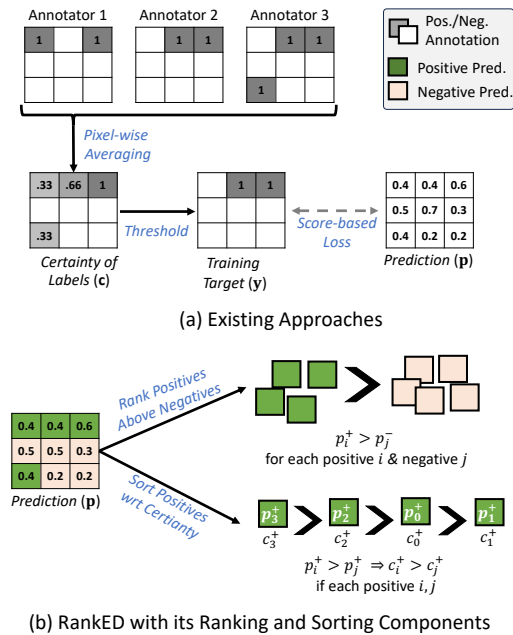 Annotator 1 Annotator 2 Annotator 3
1 1 1 1 1 1
1
Pos./Neg.
Annotation
Positive Pred.
Negative Pred.
Pixel-wise
Averaging
.33 .66 1 1 1 0.4 0.4 0.6
0.5 0.7 0.3
.33 0.4 0.2 0.2
Threshold
Score-based
Loss
Certainty of
Labels (c)
Training
Target (y)
Prediction (p)
(a) Existing Approaches
Rank Positives
Above Negatives
p_i^+ > p_j^-
for each positive i & negative j
0.4 0.4 0.6
0.5 0.5 0.3
0.4 0.2 0.2
Prediction (p)
Sort Positives
wrt Certianty
p_3^+ p_2^+ p_0^+ p_1^+
c_3^+ c_2^+ c_0^+ c_1^+
p_i^+ > p_j^+ ⇒ c_i^+ > c_j^+
if each positive i, j
(b) RankED with its Ranking and Sorting Components